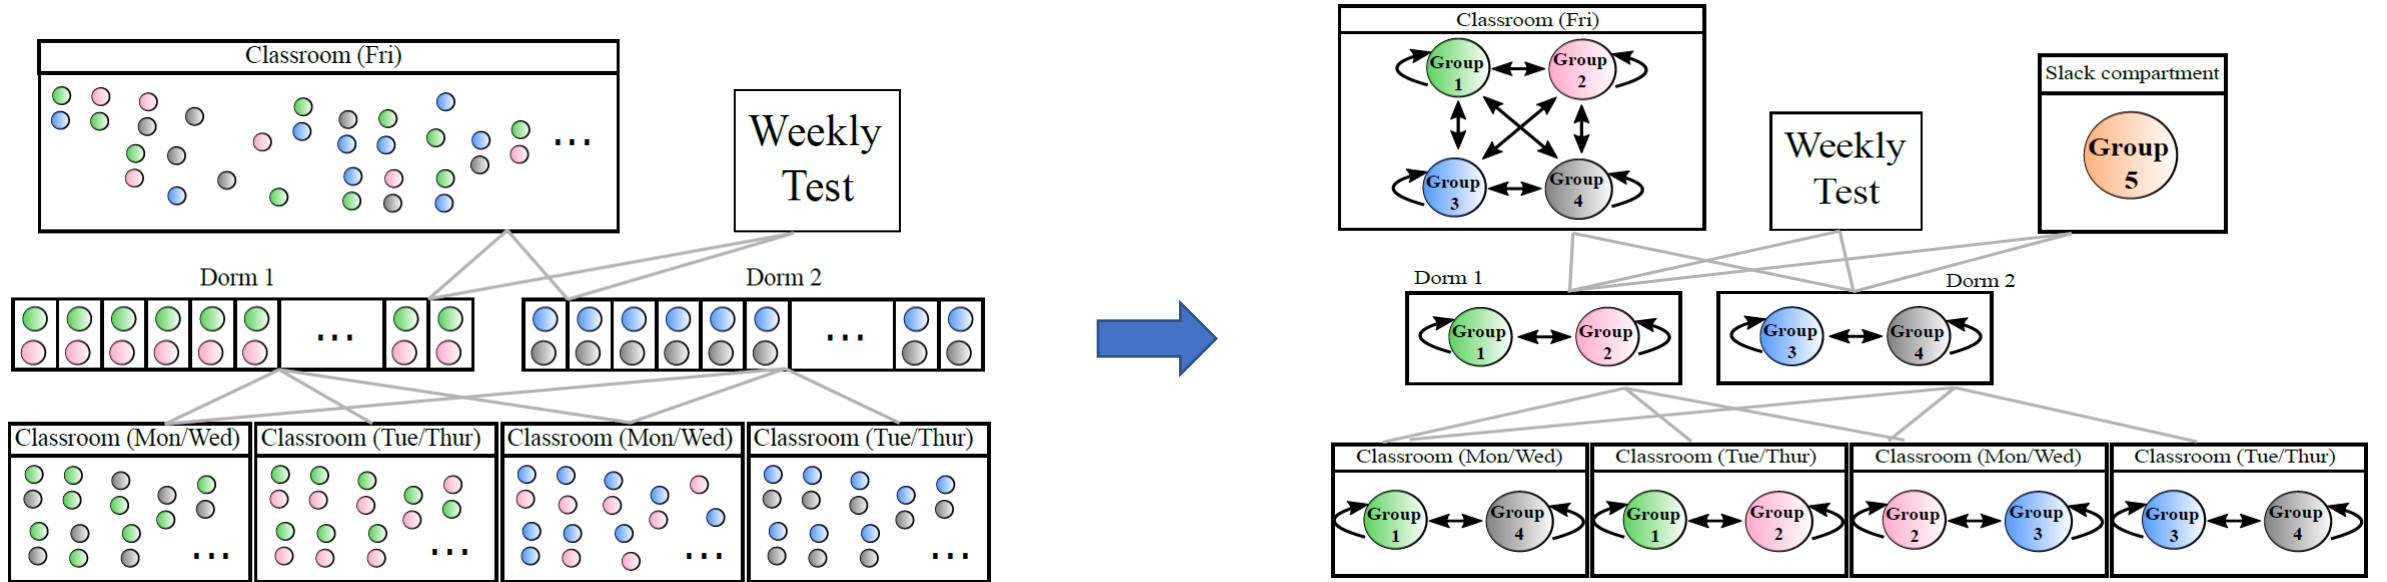 Classroom (Fri)
...
Weekly
Test
Dorm 1
Dorm 2
...
...
Classroom (Mon/Wed)
Classroom (Tue/Thur)
Classroom (Mon/Wed)
Classroom (Tue/Thur)
...
...
...
...
Classroom (Fri)
Group
1
Group
2
Group
3
Group
4
Weekly
Test
Slack compartment
Group
5
Dorm 1
Dorm 2
Group
1
Group
2
Group
3
Group
4
Classroom (Mon/Wed)
Classroom (Tue/Thur)
Classroom (Mon/Wed)
Classroom (Tue/Thur)
Group
1
Group
4
Group
1
Group
2
Group
2
Group
3
Group
3
Group
4